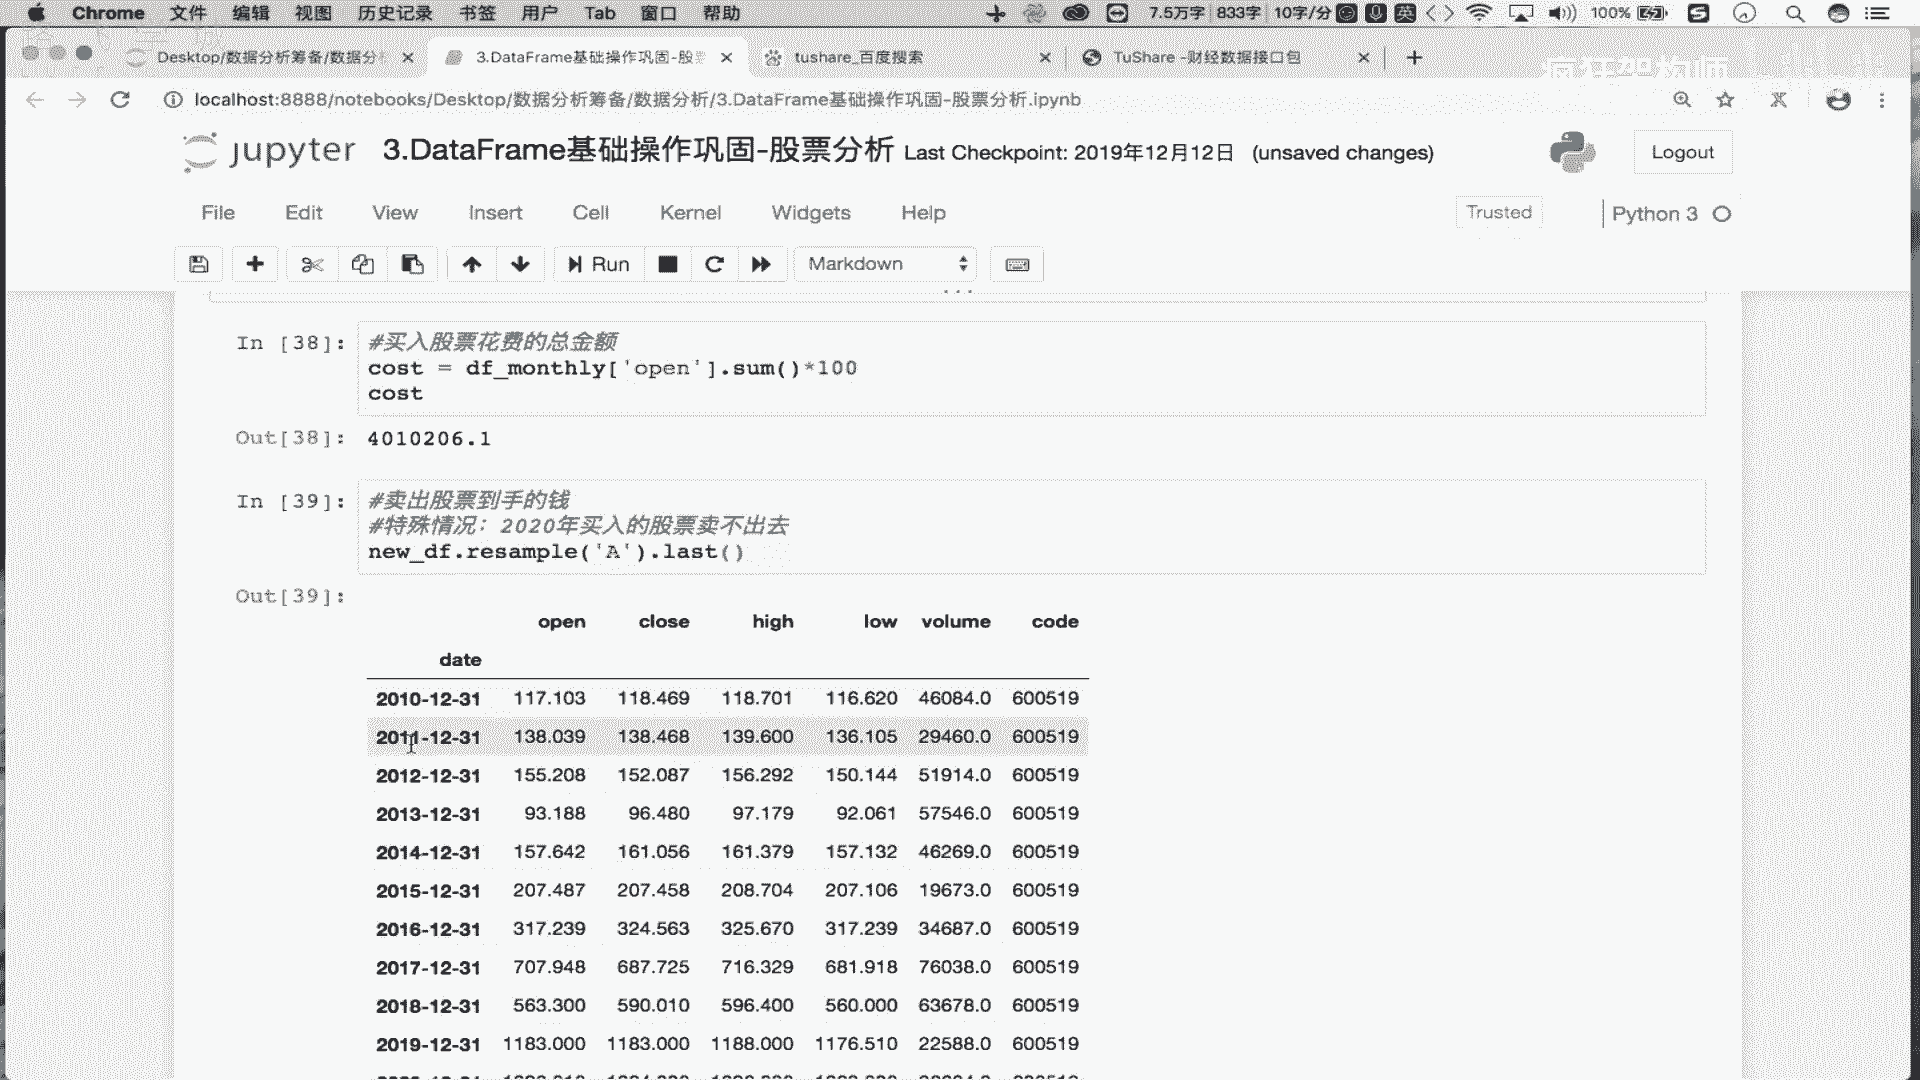 Chrome 文件 编辑 视图 历史记录 书签 用户 Tab 窗口 帮助 7.5万字 833字 10字/分 英 100%
Desktop/数据分析筹备/数据分 3.DataFrame基础操作巩固-股票 tushare_百度搜索 TuShare -财经数据接口包
疯狂架构师
localhost:8888/notebooks/Desktop/数据分析筹备/数据分析/3.DataFrame基础操作巩固-股票分析.ipynb
jupyter 3.DataFrame基础操作巩固-股票分析 Last Checkpoint: 2019年12月12日 (unsaved changes) Logout
File Edit View Insert Cell Kernel Widgets Help Trusted Python 3
Run Markdown
In [38]: #买入股票花费的总金额
cost = df_monthly['open'].sum()*100
cost
Out[38]: 4010206.1
In [39]: #卖出股票到手的钱
#特殊情况：2020年买入的股票卖不出去
new_df.resample('A').last()
Out[39]:
open close high low volume code
date
2010-12-31 117.103 118.469 118.701 116.620 46084.0 600519
2011-12-31 138.039 138.468 139.600 136.105 29460.0 600519
2012-12-31 155.208 152.087 156.292 150.144 51914.0 600519
2013-12-31 93.188 96.480 97.179 92.061 57546.0 600519
2014-12-31 157.642 161.056 161.379 157.132 46269.0 600519
2015-12-31 207.487 207.458 208.704 207.106 19673.0 600519
2016-12-31 317.239 324.563 325.670 317.239 34687.0 600519
2017-12-31 707.948 687.725 716.329 681.918 76038.0 600519
2018-12-31 563.300 590.010 596.400 560.000 63678.0 600519
2019-12-31 1183.000 1183.000 1188.000 1176.510 22588.0 600519